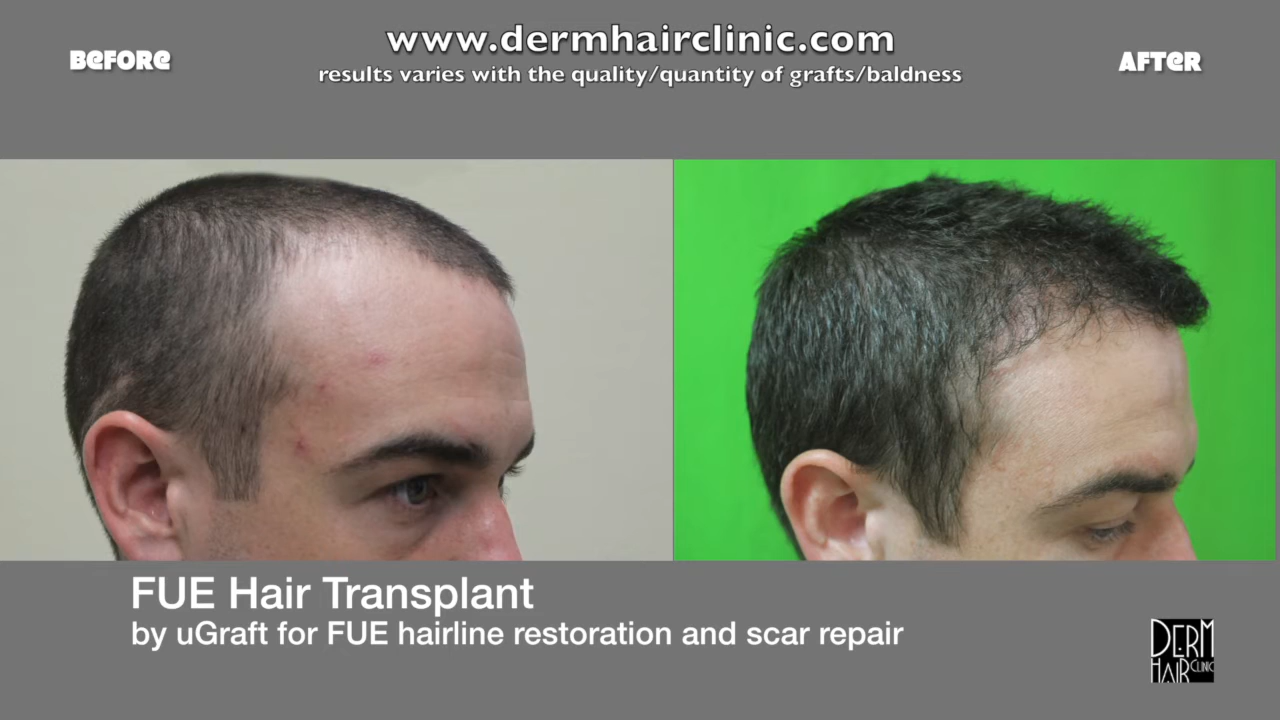 www.dermhairclinic.com
BEFORE
results varies with the quality/quantity of grafts/baldness
AFTER
FUE Hair Transplant
by uGraft for FUE hairline restoration and scar repair
DERM
HAIR CLINIC